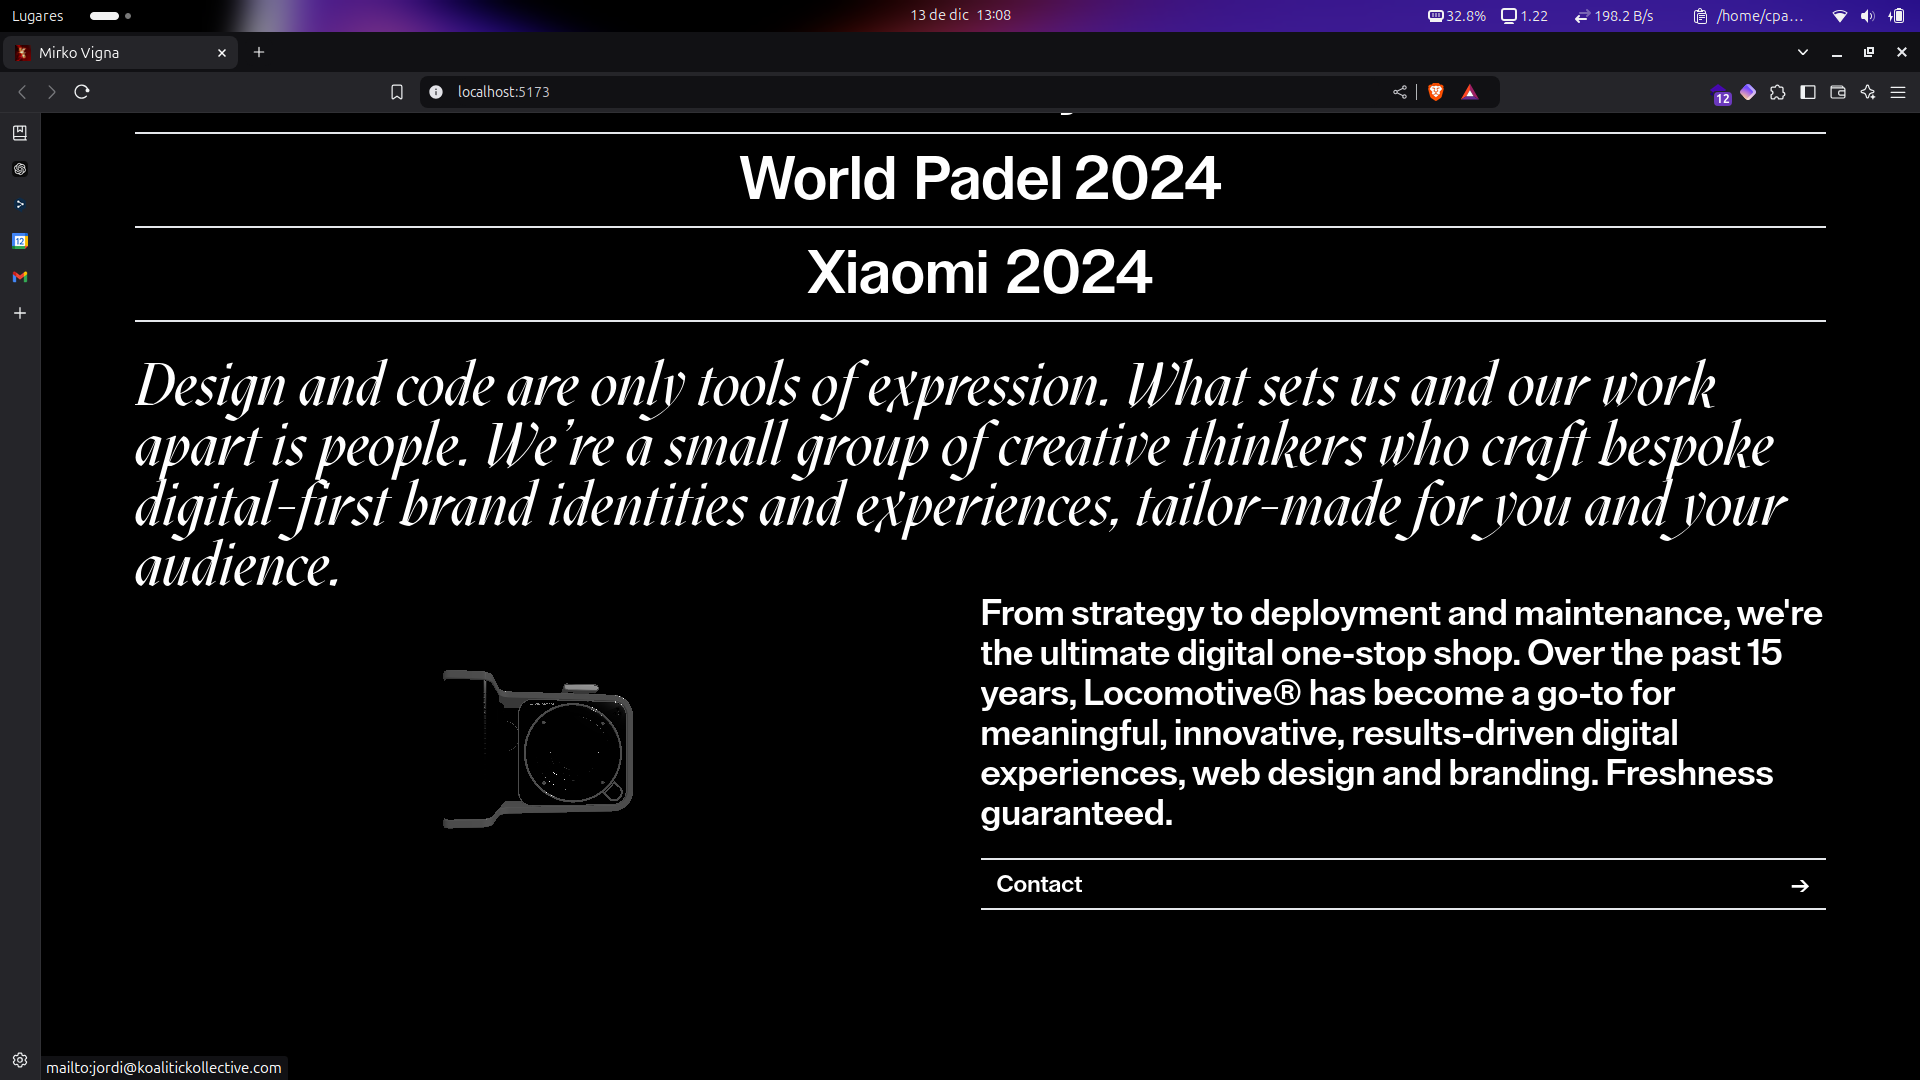 Lugares
13 de dic 13:08
32.8%
1.22
198.2 B/s
/home/cpa...
Mirko Vigna
localhost:5173
12
12
World Padel 2024
Xiaomi 2024
Design and code are only tools of expression. What sets us and our work
apart is people. We’re a small group of creative thinkers who craft bespoke
digital-first brand identities and experiences, tailor-made for you and your
audience.
From strategy to deployment and maintenance, we're
the ultimate digital one-stop shop. Over the past 15
years, Locomotive® has become a go-to for
meaningful, innovative, results-driven digital
experiences, web design and branding. Freshness
guaranteed.
Contact →
mailto:jordi@koalitickollective.com